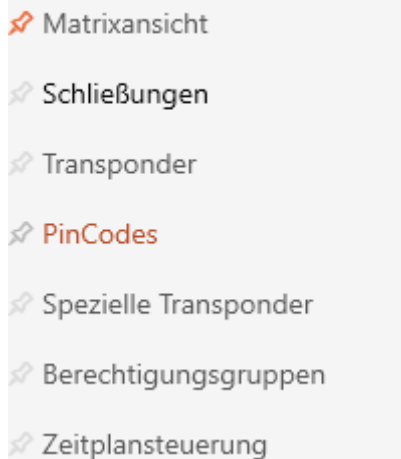 Matrixansicht
Schließungen
Transponder
PinCodes
Spezielle Transponder
Berechtigungsgruppen
Zeitplansteuerung